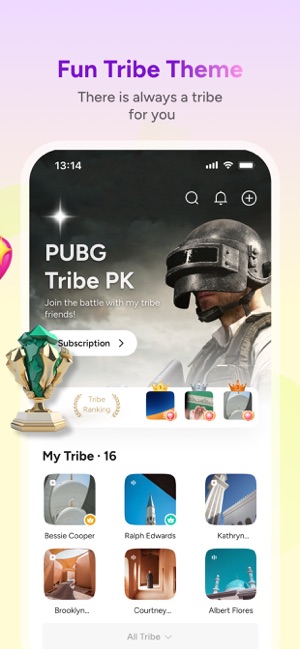 Fun Tribe Theme
There is always a tribe
for you
13:14
PUBG
Tribe PK
Join the battle with my tribe
friends!
Subscription
Tribe
Ranking
My Tribe · 16
Bessie Cooper
Ralph Edwards
Kathryn...
Brooklyn...
Courtney...
Albert Flores
All Tribe